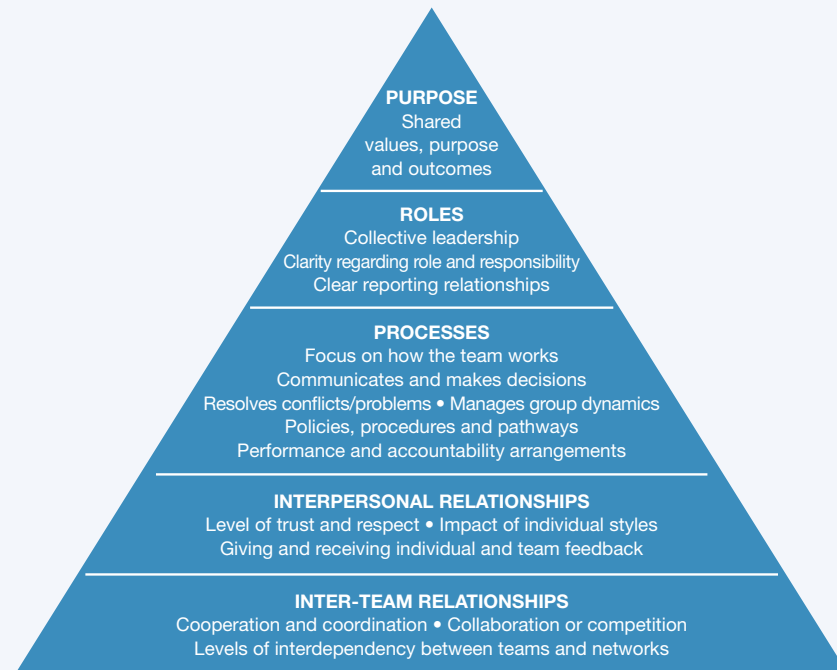 PURPOSE
Shared
values, purpose
and outcomes
ROLES
Collective leadership
Clarity regarding role and responsibility
Clear reporting relationships
PROCESSES
Focus on how the team works
Communicates and makes decisions
Resolves conflicts/problems • Manages group dynamics
Policies, procedures and pathways
Performance and accountability arrangements
INTERPERSONAL RELATIONSHIPS
Level of trust and respect • Impact of individual styles
Giving and receiving individual and team feedback
INTER-TEAM RELATIONSHIPS
Cooperation and coordination • Collaboration or competition
Levels of interdependency between teams and networks